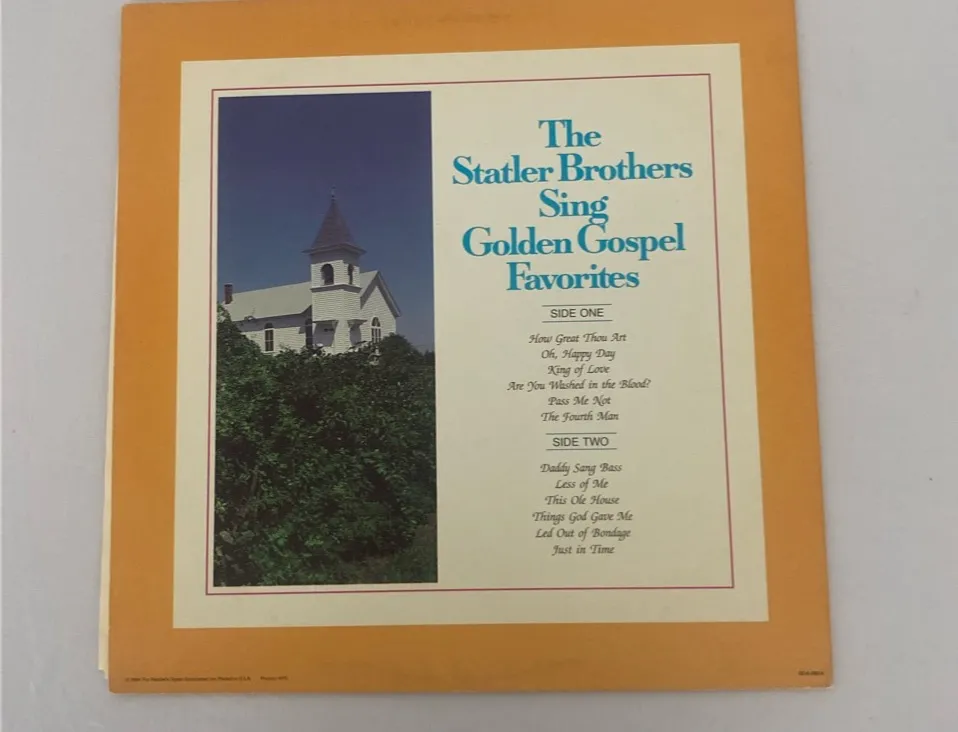 The
Statler Brothers
Sing
Golden Gospel
Favorites
SIDE ONE
How Great Thou Art
Oh, Happy Day
King of Love
Are You Washed in the Blood?
Pass Me Not
The Fourth Man
SIDE TWO
Daddy Sang Bass
Less of Me
This Ole House
Things God Gave Me
Led Out of Bondage
Just in Time